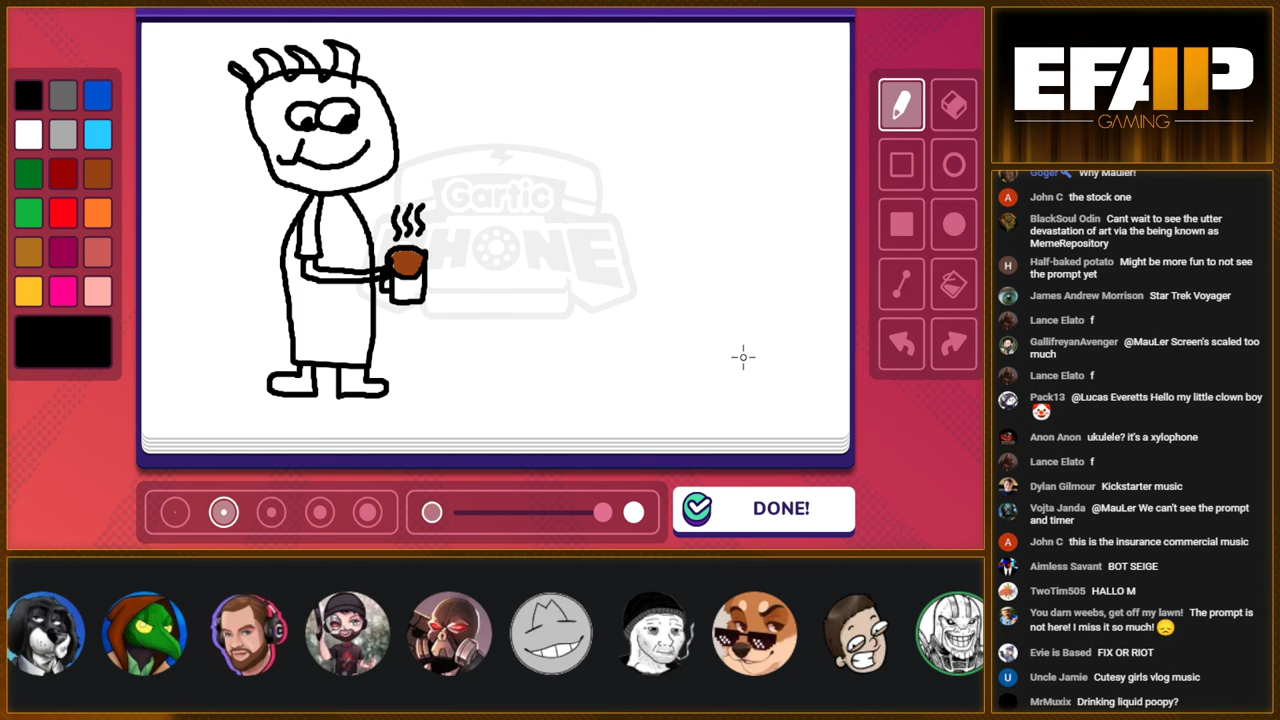 Gartic
PHONE
DONE!
EFAP
GAMING
Goger Why Mauler!
John C the stock one
BlackSoul Odin Cant wait to see the utter
devastation of art via the being known as
MemeRepository
Half-baked potato Might be more fun to not see
the prompt yet
James Andrew Morrison Star Trek Voyager
Lance Elato f
GallifreyanAvenger @MauLer Screen's scaled too
much
Lance Elato f
Pack13 @Lucas Everetts Hello my little clown boy
🤡
Anon Anon ukulele? it's a xylophone
Lance Elato f
Dylan Gilmour Kickstarter music
Vojta Janda @MauLer We can't see the prompt
and timer
John C this is the insurance commercial music
Aimless Savant BOT SEIGE
TwoTim505 HALLO M
You darn weebs, get off my lawn! The prompt is
not here! I miss it so much! 😞
Evie is Based FIX OR RIOT
Uncle Jamie Cutesy girls vlog music
MrMuxix Drinking liquid poopy?